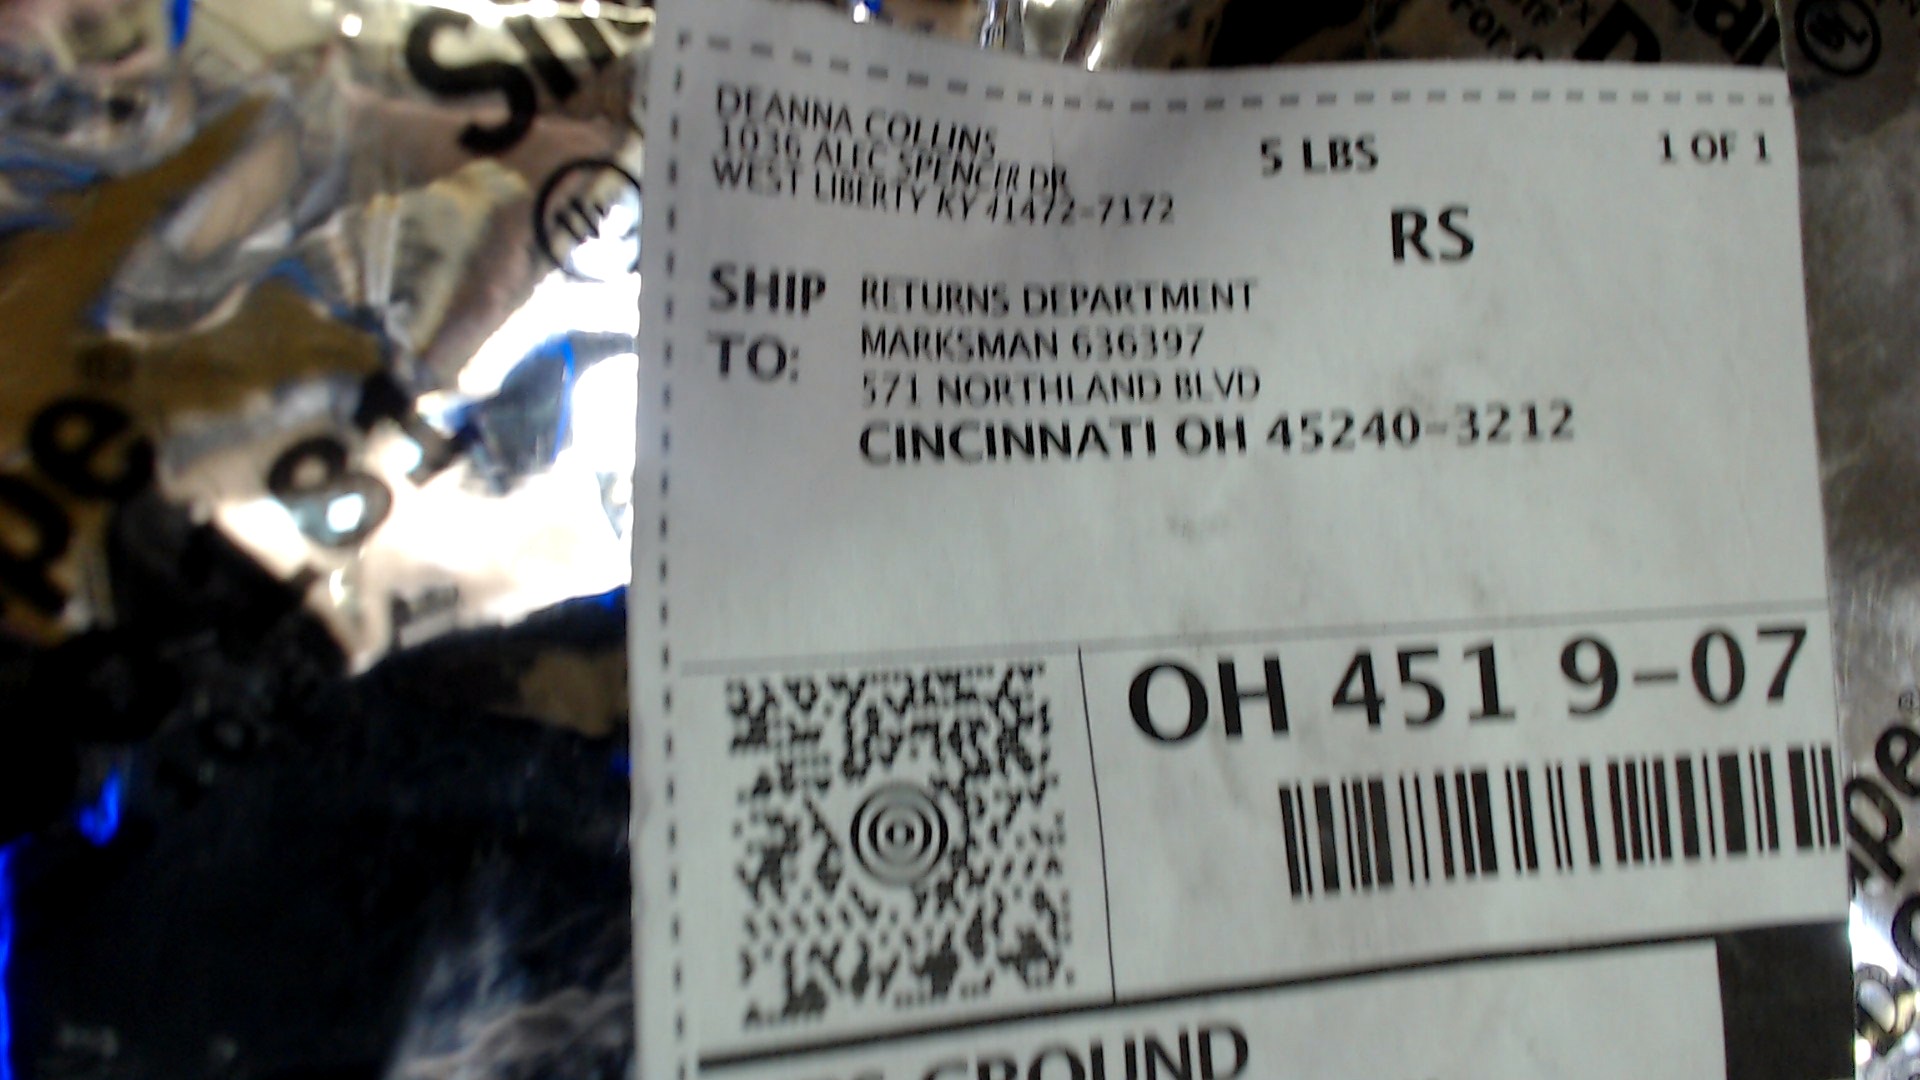 DEANNA COLLINS
1036 ALEC SPENCER DR
WEST LIBERTY KY 41472-7172
5 LBS
1 OF 1
RS
SHIP TO:
RETURNS DEPARTMENT
MARKSMAN 636397
571 NORTHLAND BLVD
CINCINNATI OH 45240-3212
OH 451 9-07
GROUND